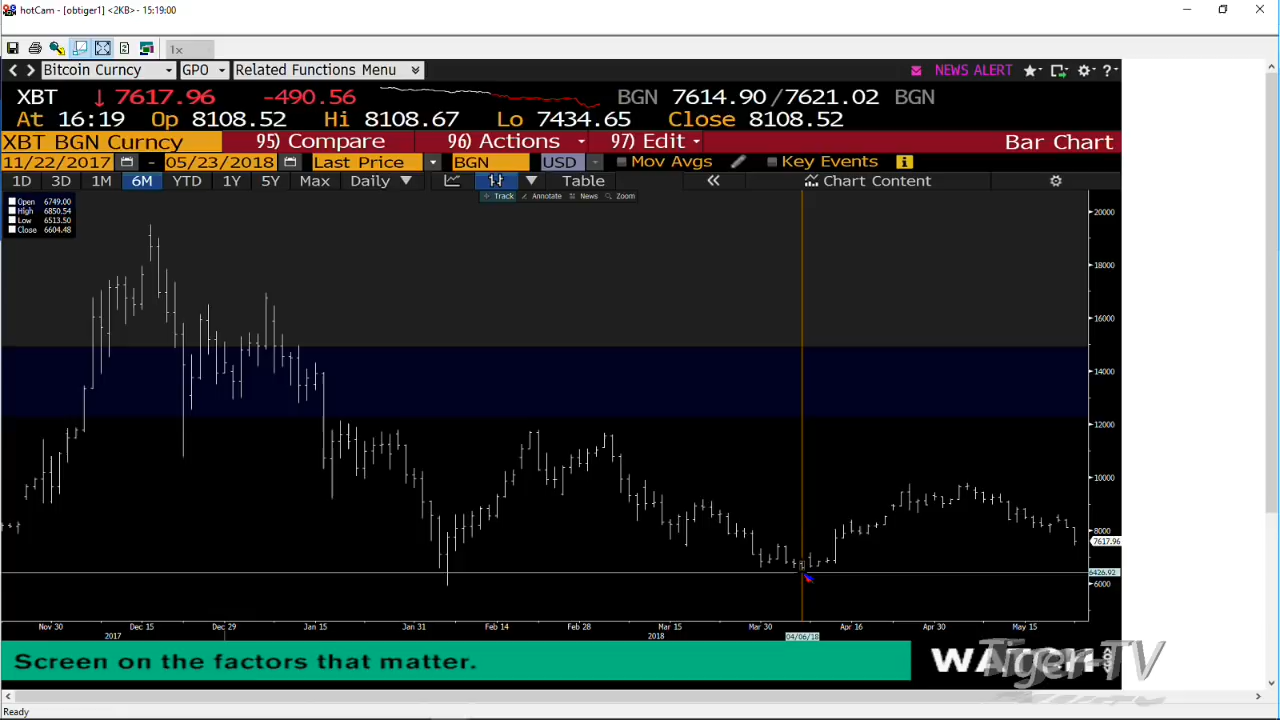 hotCam - [obtiger1] <2KB> - 15:19:00
1x
Bitcoin Curncy GPO Related Functions Menu NEWS ALERT
XBT ↓ 7617.96 -490.56 BGN 7614.90/7621.02 BGN
At 16:19 Op 8108.52 Hi 8108.67 Lo 7434.65 Close 8108.52
XBT BGN Curncy 95) Compare 96) Actions 97) Edit Bar Chart
11/22/2017 - 05/23/2018 Last Price BGN USD Mov Avgs Key Events
1D 3D 1M 6M YTD 1Y 5Y Max Daily ▼ Table « Chart Content
Track Annotate News Zoom
Open 6749.00
High 6850.54
Low 6513.50
Close 6604.48
20000
18000
16000
14000
12000
10000
8000
7617.96
6426.92
6000
Nov 30 Dec 15 Dec 29 Jan 15 Jan 31 Feb 14 Feb 28 Mar 15 Mar 30 Apr 16 Apr 30 May 15
2017 2018 04/06/18
Screen on the factors that matter.
Tiger-TV
Ready